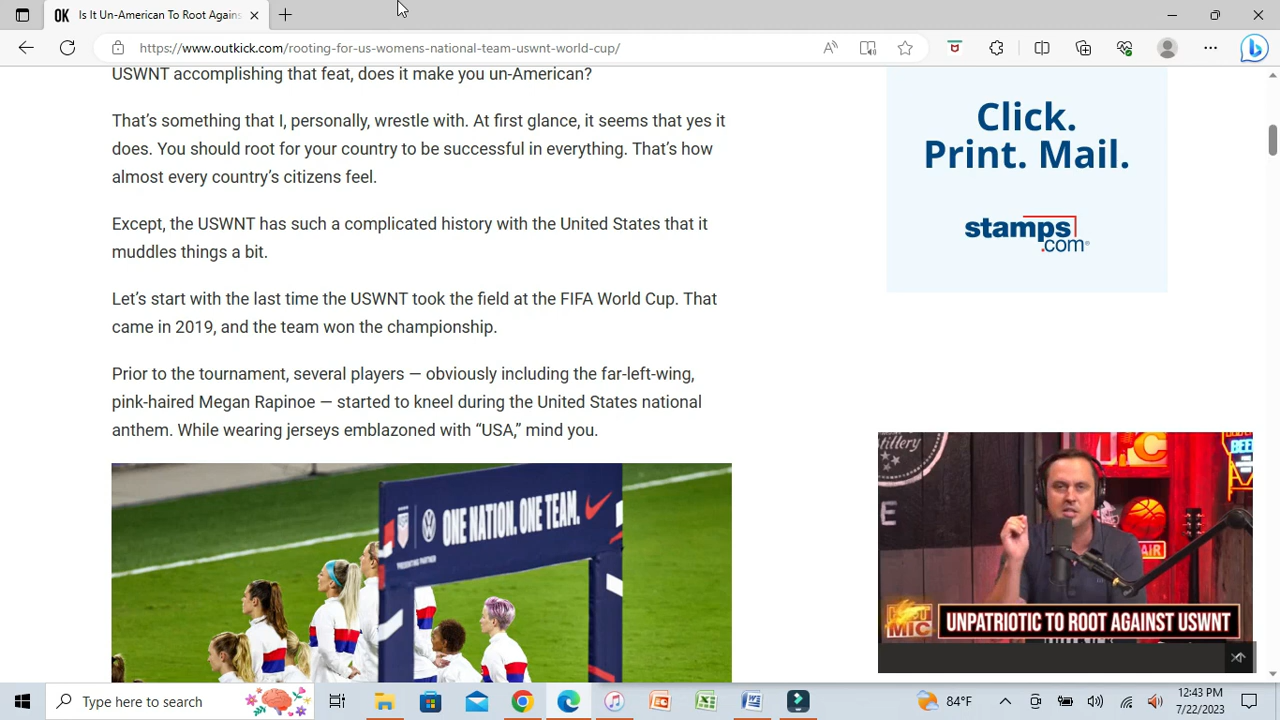 OK Is It Un-American To Root Agains
https://www.outkick.com/rooting-for-us-womens-national-team-uswnt-world-cup/
USWNT accomplishing that feat, does it make you un-American?
That's something that I, personally, wrestle with. At first glance, it seems that yes it
does. You should root for your country to be successful in everything. That's how
almost every country's citizens feel.
Except, the USWNT has such a complicated history with the United States that it
muddles things a bit.
Let's start with the last time the USWNT took the field at the FIFA World Cup. That
came in 2019, and the team won the championship.
Prior to the tournament, several players — obviously including the far-left-wing,
pink-haired Megan Rapinoe — started to kneel during the United States national
anthem. While wearing jerseys emblazoned with “USA,” mind you.
ONE NATION. ONE TEAM.
PRESENTING PARTNER
Click.
Print. Mail.
stamps
.com
distillery
BEE
AIR
MIC
UNPATRIOTIC TO ROOT AGAINST USWNT
Type here to search
84°F
12:43 PM
7/22/2023